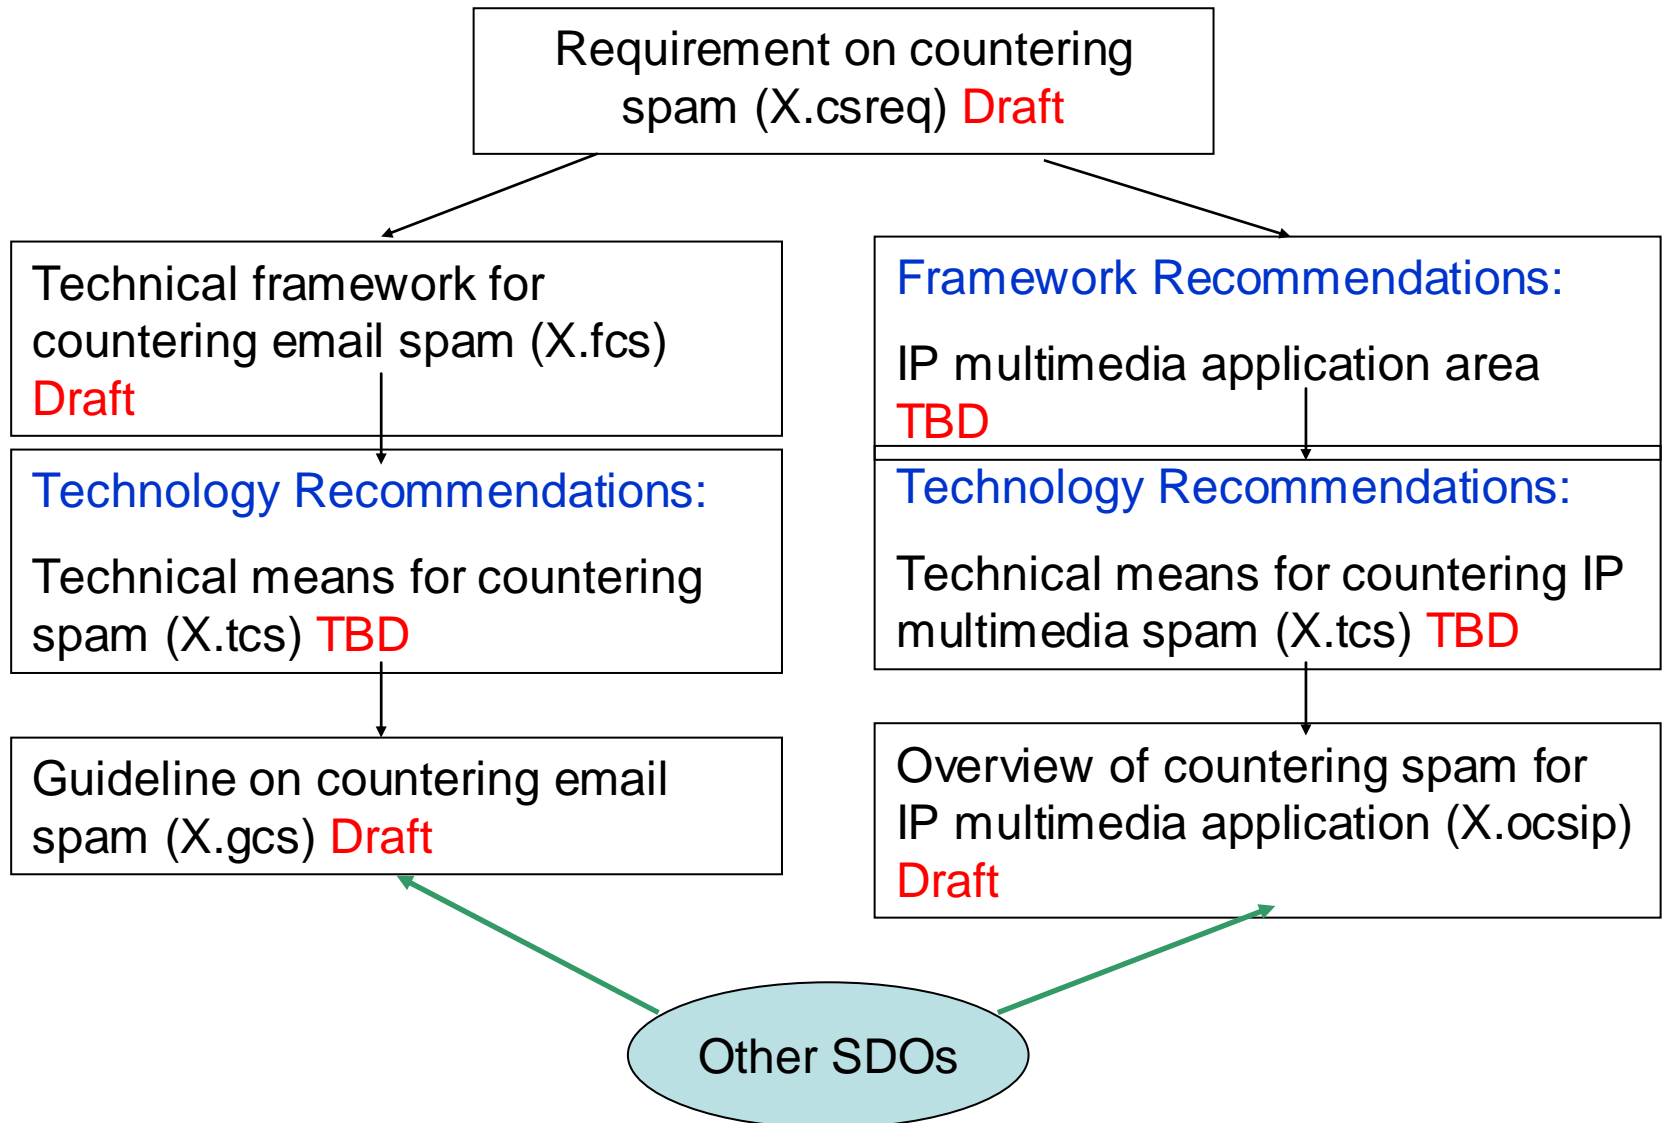 Requirement on countering
spam (X.csreq) Draft
Technical framework for
countering email spam (X.fcs)
Draft
Technology Recommendations:
Technical means for countering
spam (X.tcs) TBD
Guideline on countering email
spam (X.gcs) Draft
Framework Recommendations:
IP multimedia application area
TBD
Technology Recommendations:
Technical means for countering IP
multimedia spam (X.tcs) TBD
Overview of countering spam for
IP multimedia application (X.ocsip)
Draft
Other SDOs